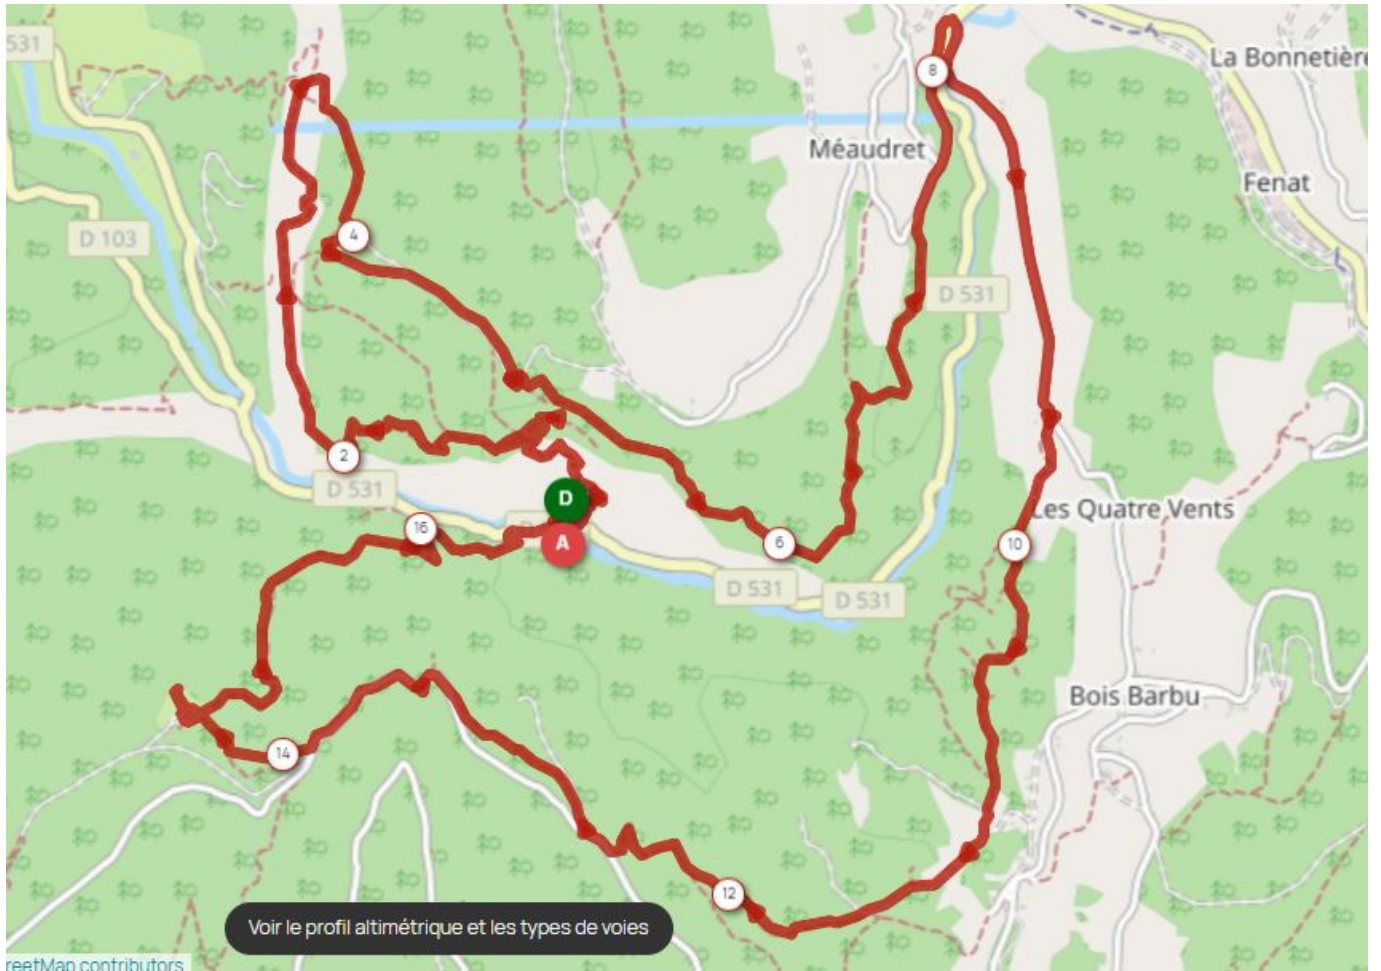 531
8
La Bonnetière
Méaudret
Fenat
4
D 103
D 531
2
D 531
D
16
A
6
Les Quatre Vents
10
D 531
D 531
Bois Barbu
14
12
Voir le profil altimétrique et les types de voies
reetMap contributors